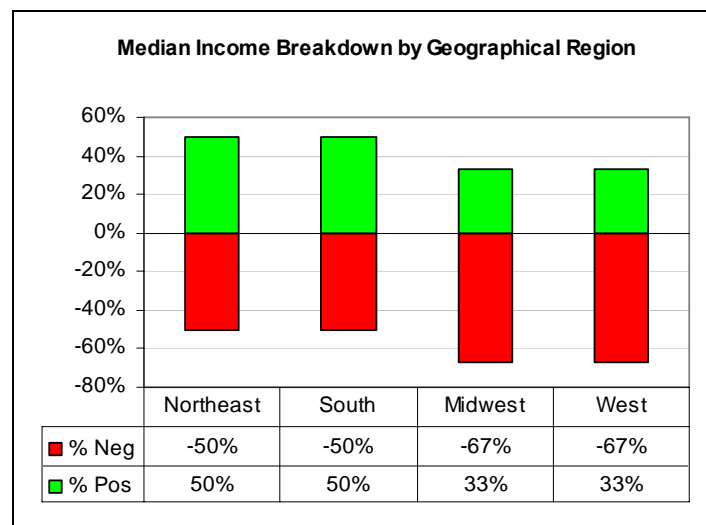 Median Income Breakdown by Geographical Region
60%
40%
20%
0%
-20%
-40%
-60%
-80%
Northeast South Midwest West
% Neg -50% -50% -67% -67%
% Pos 50% 50% 33% 33%